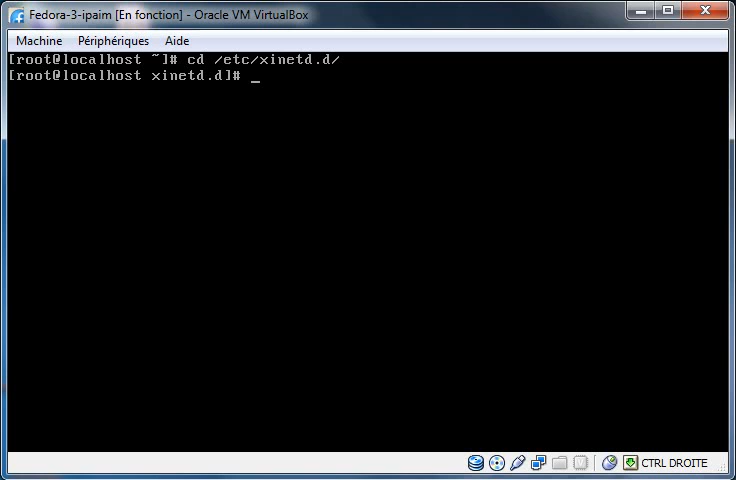 Fedora-3-ipaim [En fonction] - Oracle VM VirtualBox
Machine Périphériques Aide
[root@localhost ~]# cd /etc/xinetd.d/
[root@localhost xinetd.d]# _
CTRL DROITE